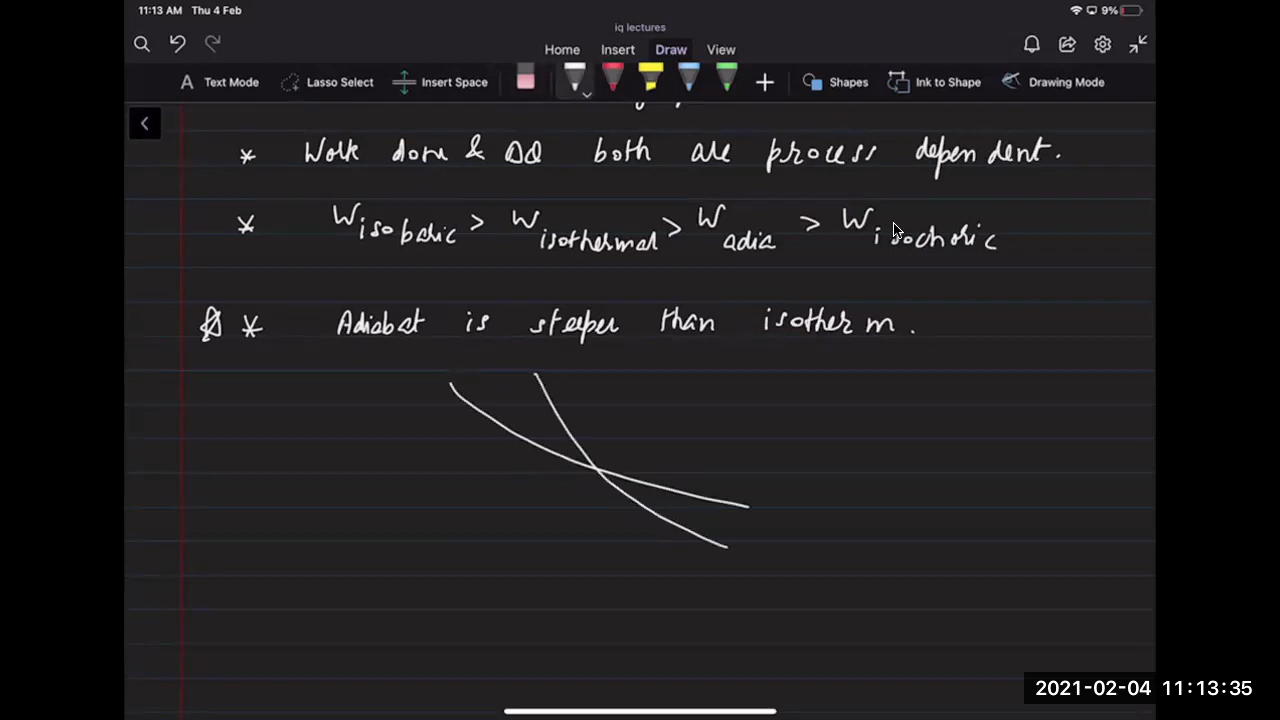 11:13 AM Thu 4 Feb
9%
iq lectures
Home Insert Draw View
Text Mode Lasso Select Insert Space Shapes Ink to Shape Drawing Mode
* Work done & ΔQ both are process dependent.
* W isobaric > W isothermal > W adia > W isochoric
* Adiabat is steeper than isotherm.
2021-02-04 11:13:35